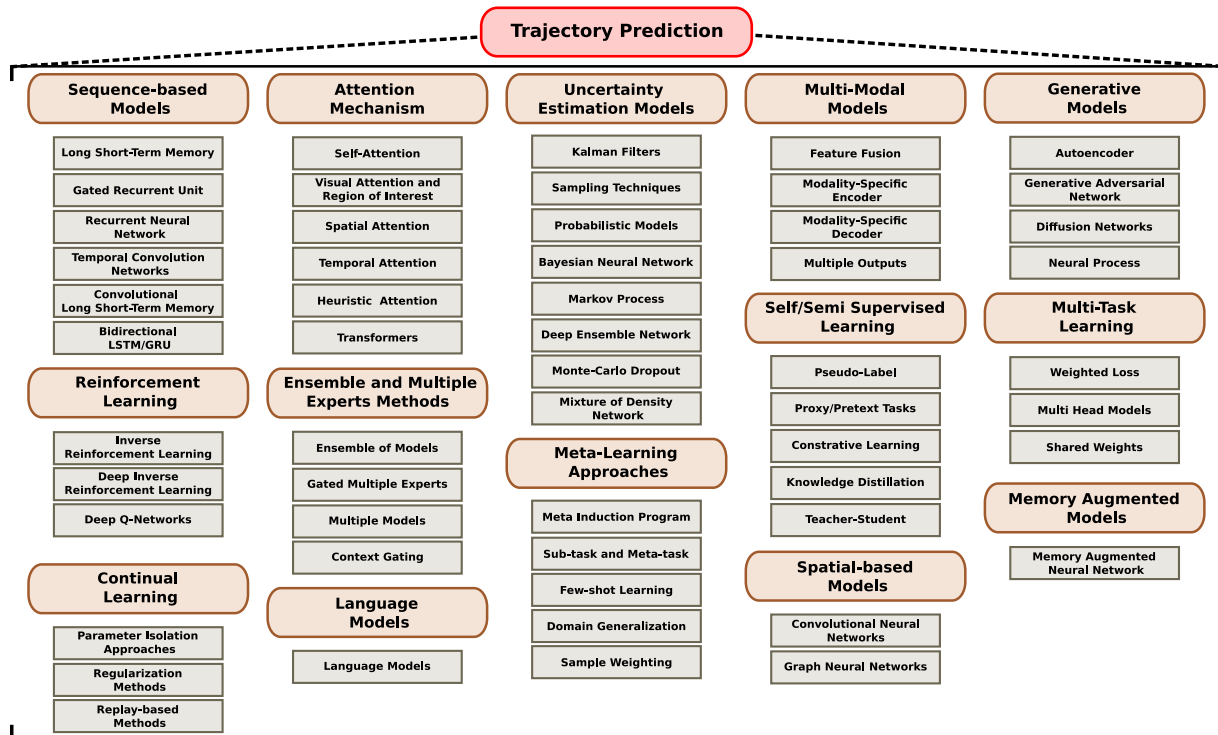 Trajectory Prediction
Sequence-based
Models
Long Short-Term Memory
Gated Recurrent Unit
Recurrent Neural
Network
Temporal Convolution
Networks
Convolutional
Long Short-Term Memory
Bidirectional
LSTM/GRU
Reinforcement
Learning
Inverse
Reinforcement Learning
Deep Inverse
Reinforcement Learning
Deep Q-Networks
Continual
Learning
Parameter Isolation
Approaches
Regularization
Methods
Replay-based
Methods
Attention
Mechanism
Self-Attention
Visual Attention and
Region of Interest
Spatial Attention
Temporal Attention
Heuristic Attention
Transformers
Ensemble and Multiple
Experts Methods
Ensemble of Models
Gated Multiple Experts
Multiple Models
Context Gating
Language
Models
Language Models
Uncertainty
Estimation Models
Kalman Filters
Sampling Techniques
Probabilistic Models
Bayesian Neural Network
Markov Process
Deep Ensemble Network
Monte-Carlo Dropout
Mixture of Density
Network
Meta-Learning
Approaches
Meta Induction Program
Sub-task and Meta-task
Few-shot Learning
Domain Generalization
Sample Weighting
Multi-Modal
Models
Feature Fusion
Modality-Specific
Encoder
Modality-Specific
Decoder
Multiple Outputs
Self/Semi Supervised
Learning
Pseudo-Label
Proxy/Pretext Tasks
Constrative Learning
Knowledge Distillation
Teacher-Student
Spatial-based
Models
Convolutional Neural
Networks
Graph Neural Networks
Generative
Models
Autoencoder
Generative Adversarial
Network
Diffusion Networks
Neural Process
Multi-Task
Learning
Weighted Loss
Multi Head Models
Shared Weights
Memory Augmented
Models
Memory Augmented
Neural Network